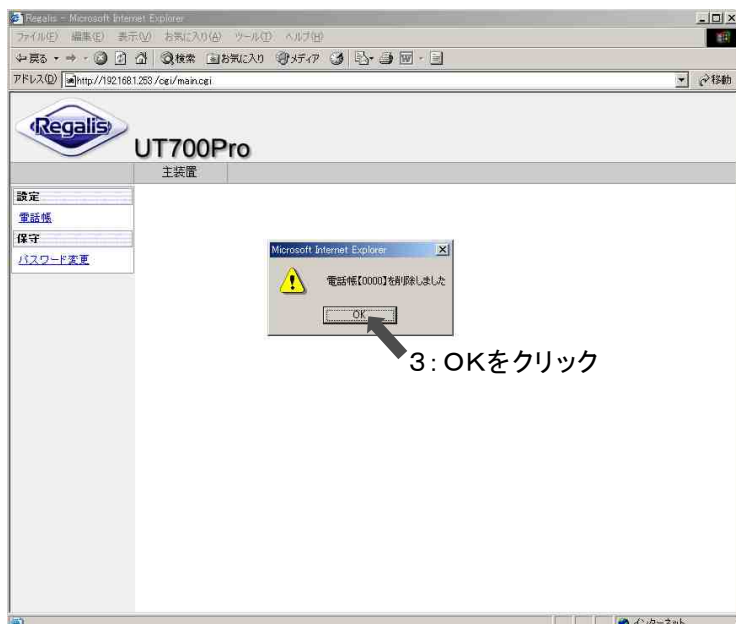 Regalis - Microsoft Internet Explorer
ファイル(F) 編集(E) 表示(V) お気に入り(A) ツール(T) ヘルプ(H)
戻る 検索 お気に入り メディア
アドレス(D) http://192.168.1.253/cgi/main.cgi 移動
Regalis
UT700Pro
主装置
設定
電話帳
保守
パスワード変更
Microsoft Internet Explorer
電話帳【0000】を削除しました
OK
3:OKをクリック
インターネット